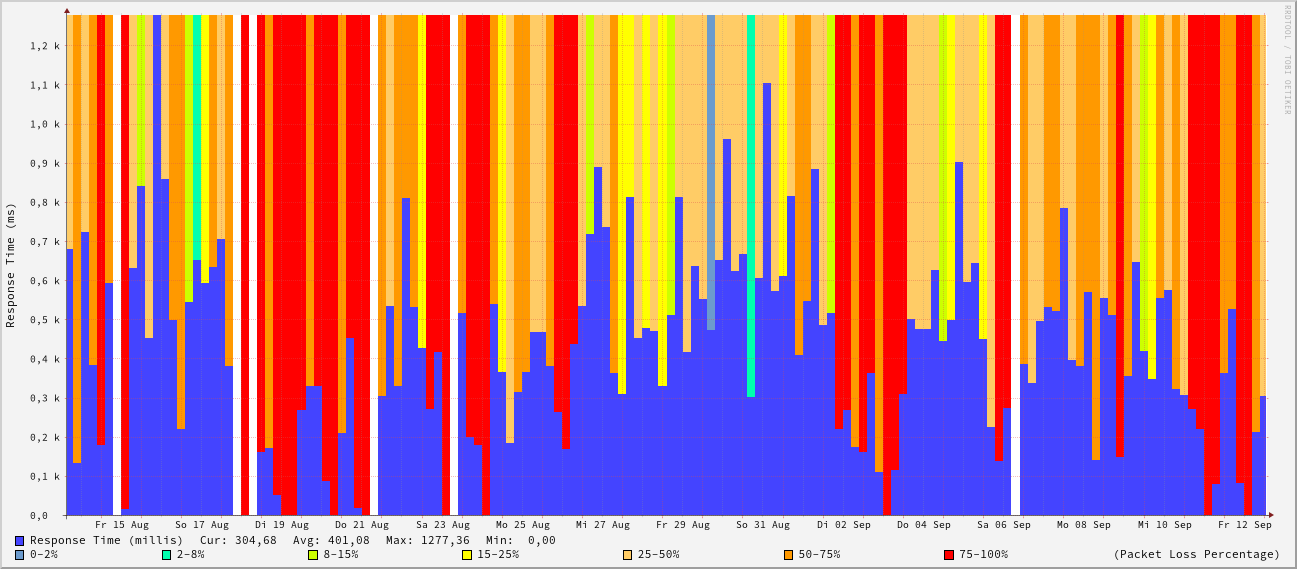 RRDTOOL / TOBI OETIKER
Response Time (ms)
1,2 k
1,1 k
1,0 k
0,9 k
0,8 k
0,7 k
0,6 k
0,5 k
0,4 k
0,3 k
0,2 k
0,1 k
0,0
Fr 15 Aug So 17 Aug Di 19 Aug Do 21 Aug Sa 23 Aug Mo 25 Aug Mi 27 Aug Fr 29 Aug So 31 Aug Di 02 Sep Do 04 Sep Sa 06 Sep Mo 08 Sep Mi 10 Sep Fr 12 Sep
Response Time (millis) Cur: 304,68 Avg: 401,08 Max: 1277,36 Min: 0,00
0-2% 2-8% 8-15% 15-25% 25-50% 50-75% 75-100% (Packet Loss Percentage)